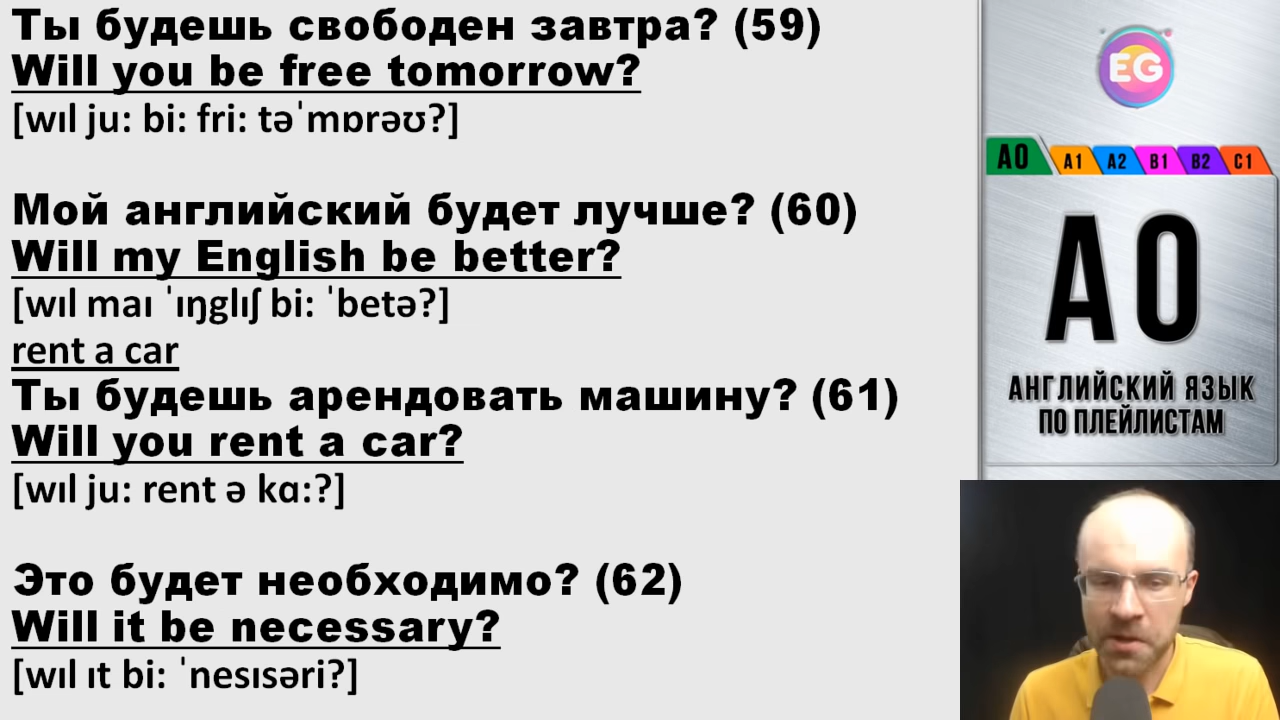 Ты будешь свободен завтра? (59)
Will you be free tomorrow?
[wɪl ju: bi: fri: təˈmɒrəʊ?]
Мой английский будет лучше? (60)
Will my English be better?
[wɪl maɪ ˈɪŋglɪʃ bi: ˈbetə?]
rent a car
Ты будешь арендовать машину? (61)
Will you rent a car?
[wɪl ju: rent ə kɑ:?]
Это будет необходимо? (62)
Will it be necessary?
[wɪl ɪt bi: ˈnesɪsəri?]
EG
A0 A1 A2 B1 B2 C1
A0
АНГЛИЙСКИЙ ЯЗЫК
ПО ПЛЕЙЛИСТАМ